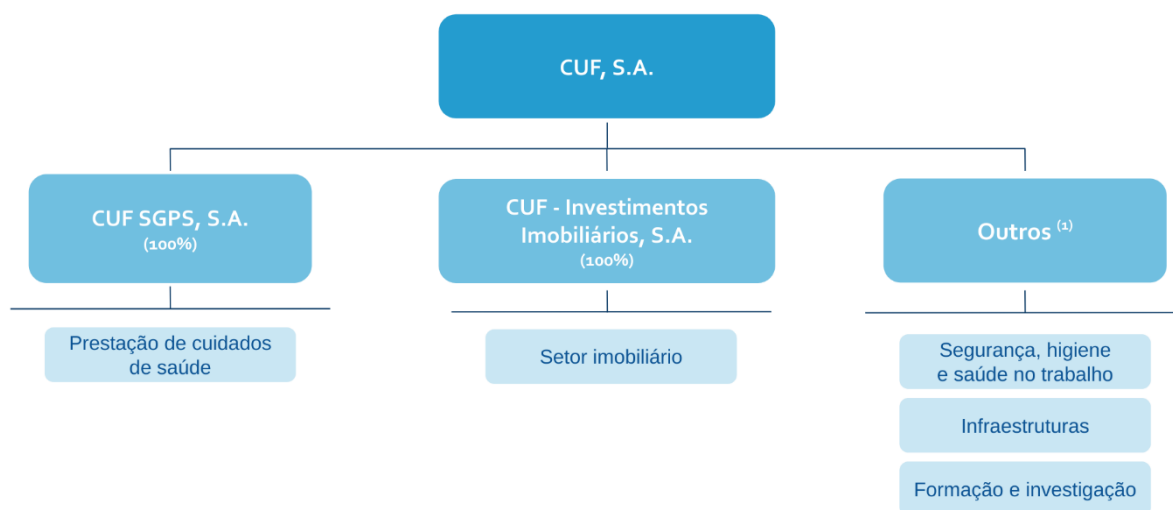 CUF, S.A.
CUF SGPS, S.A.
(100%)
CUF - Investimentos
Imobiliários, S.A.
(100%)
Outros (1)
Prestação de cuidados
de saúde
Setor imobiliário
Segurança, higiene
e saúde no trabalho
Infraestruturas
Formação e investigação